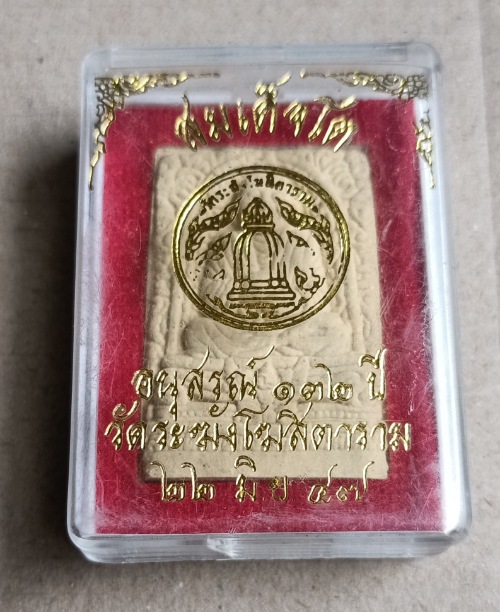 สมเด็จโต
วัดระฆังโฆสิตาราม
อนุสรณ์ ๑๓๒ ปี
วัดระฆังโฆสิตาราม
๒๒ มิ ย ๔๗